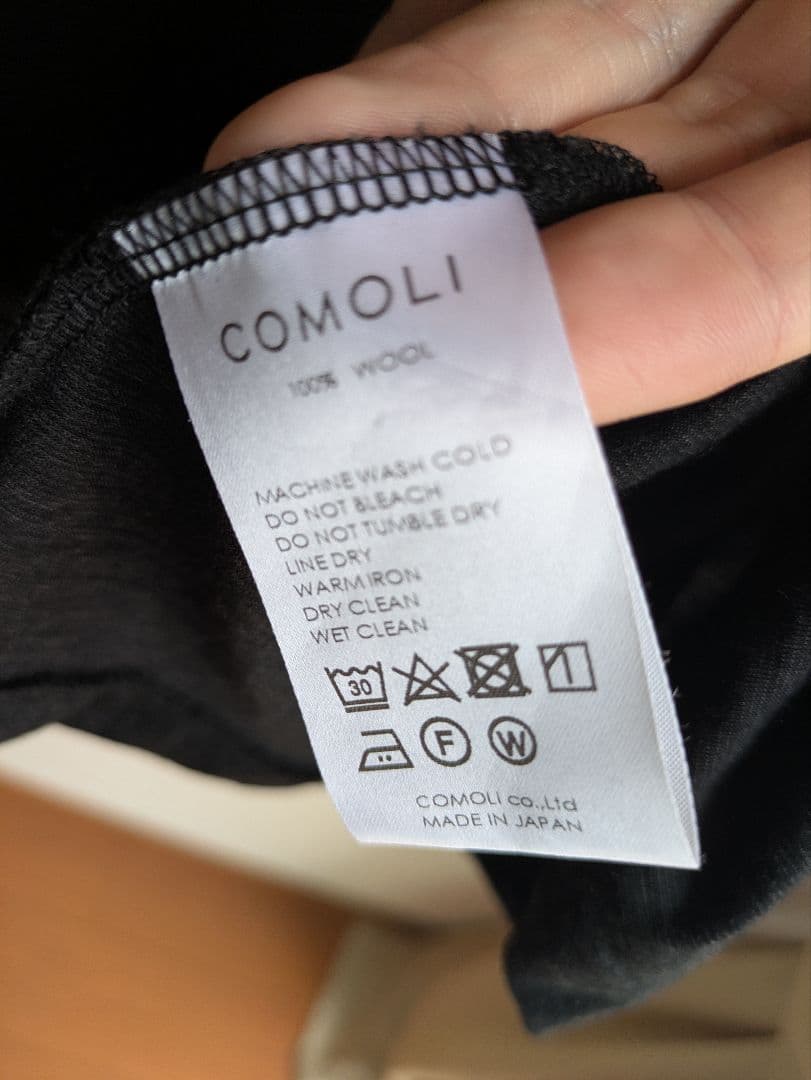 COMOLI
100% WOOL
MACHINE WASH COLD
DO NOT BLEACH
DO NOT TUMBLE DRY
LINE DRY
WARM IRON
DRY CLEAN
WET CLEAN
30
F W
COMOLI co.,Ltd
MADE IN JAPAN